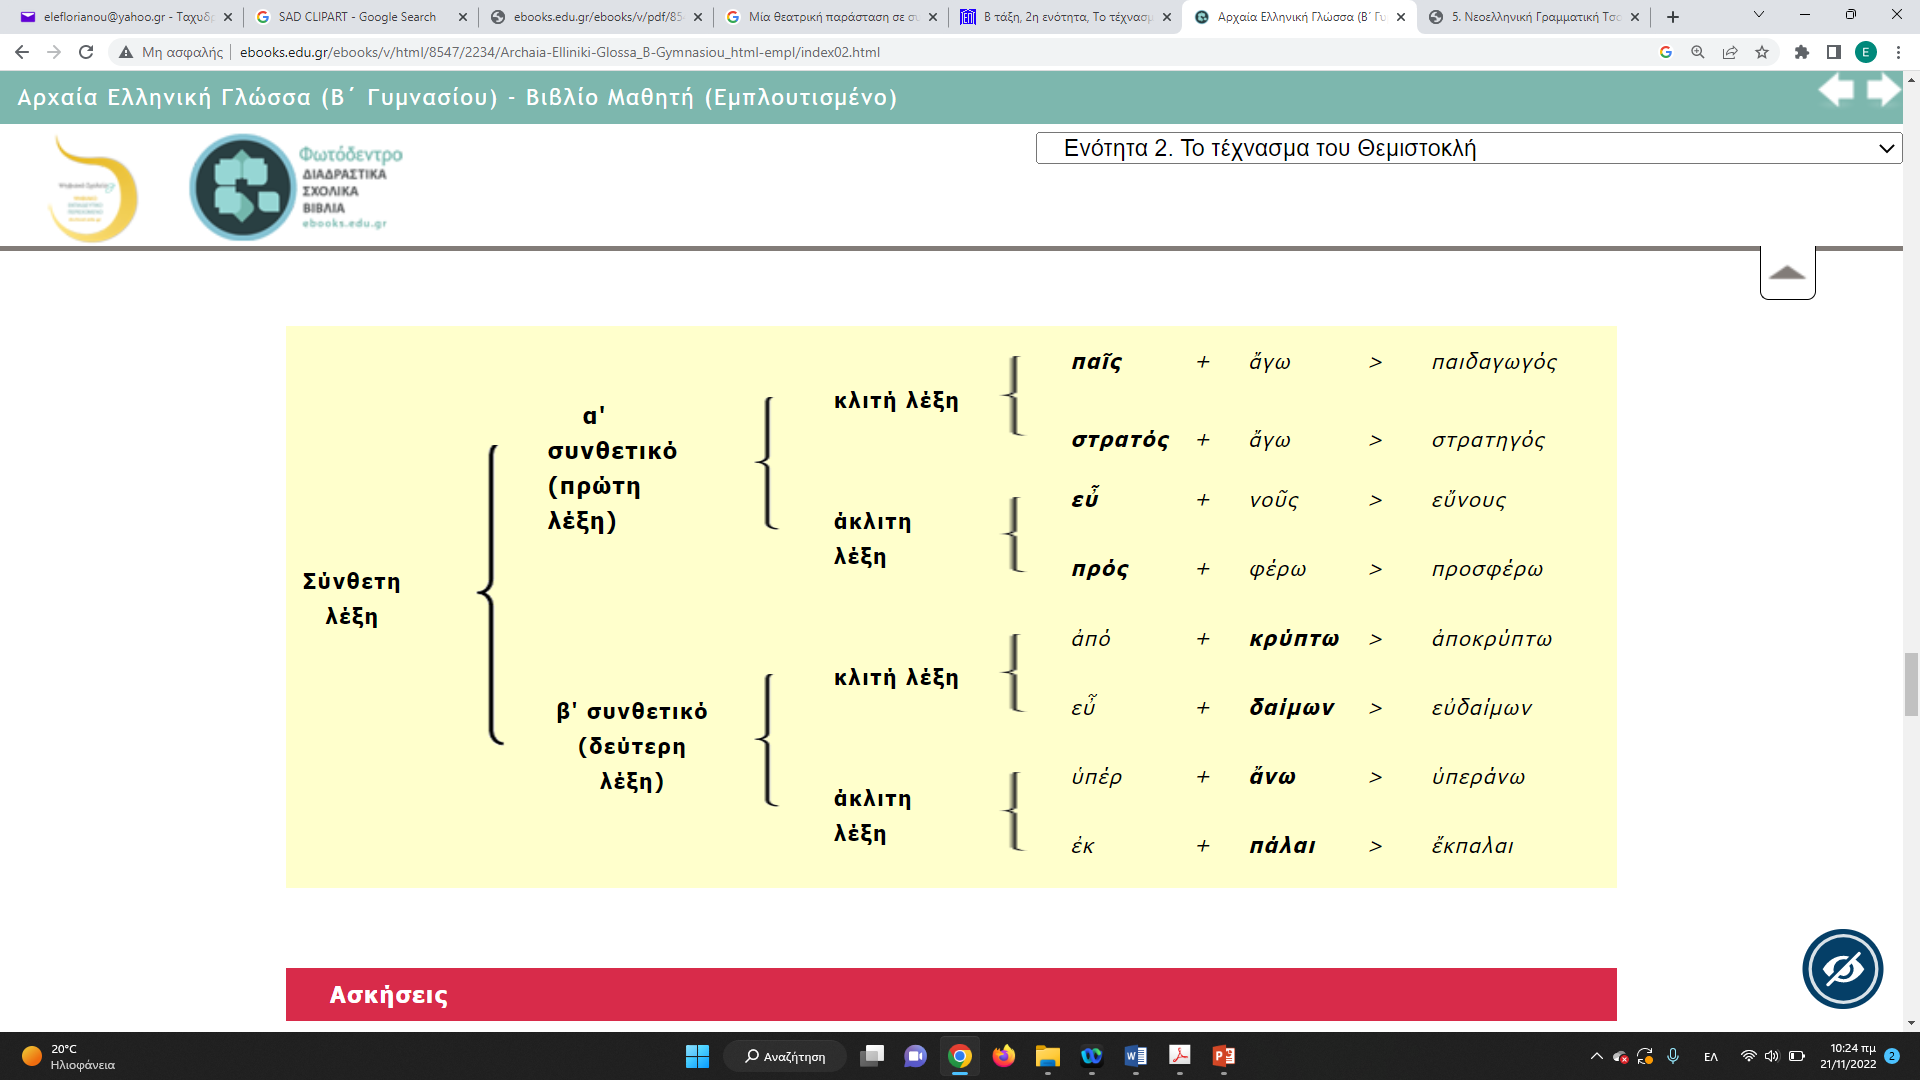 eleflorianou@yahoo.gr - Ταχυδρ
SAD CLIPART - Google Search
ebooks.edu.gr/ebooks/v/pdf/85
Μία θεατρική παράσταση σε συ
Β τάξη, 2η ενότητα, Το τέχνασμ
Αρχαία Ελληνική Γλώσσα (Β΄ Γυ
5. Νεοελληνική Γραμματική Τσο
Μη ασφαλής
ebooks.edu.gr/ebooks/v/html/8547/2234/Archaia-Elliniki-Glossa_B-Gymnasiou_html-empl/index02.html
E
Αρχαία Ελληνική Γλώσσα (Β΄ Γυμνασίου) - Βιβλίο Μαθητή (Εμπλουτισμένο)
Φωτόδεντρο
ΔΙΑΔΡΑΣΤΙΚΑ
ΣΧΟΛΙΚΑ
ΒΙΒΛΙΑ
ebooks.edu.gr
Ενότητα 2. Το τέχνασμα του Θεμιστοκλή
Σύνθετη
λέξη
α'
συνθετικό
(πρώτη
λέξη)
κλιτή λέξη
παῖς + ἄγω > παιδαγωγός
στρατός + ἄγω > στρατηγός
άκλιτη
λέξη
εὖ + νοῦς > εὔνους
πρός + φέρω > προσφέρω
β' συνθετικό
(δεύτερη
λέξη)
κλιτή λέξη
ἀπό + κρύπτω > ἀποκρύπτω
εὖ + δαίμων > εὐδαίμων
άκλιτη
λέξη
ὑπέρ + ἄνω > ὑπεράνω
ἐκ + πάλαι > ἔκπαλαι
Ασκήσεις
20°C
Ηλιοφάνεια
Αναζήτηση
ΕΛ
10:24 πμ
21/11/2022
2